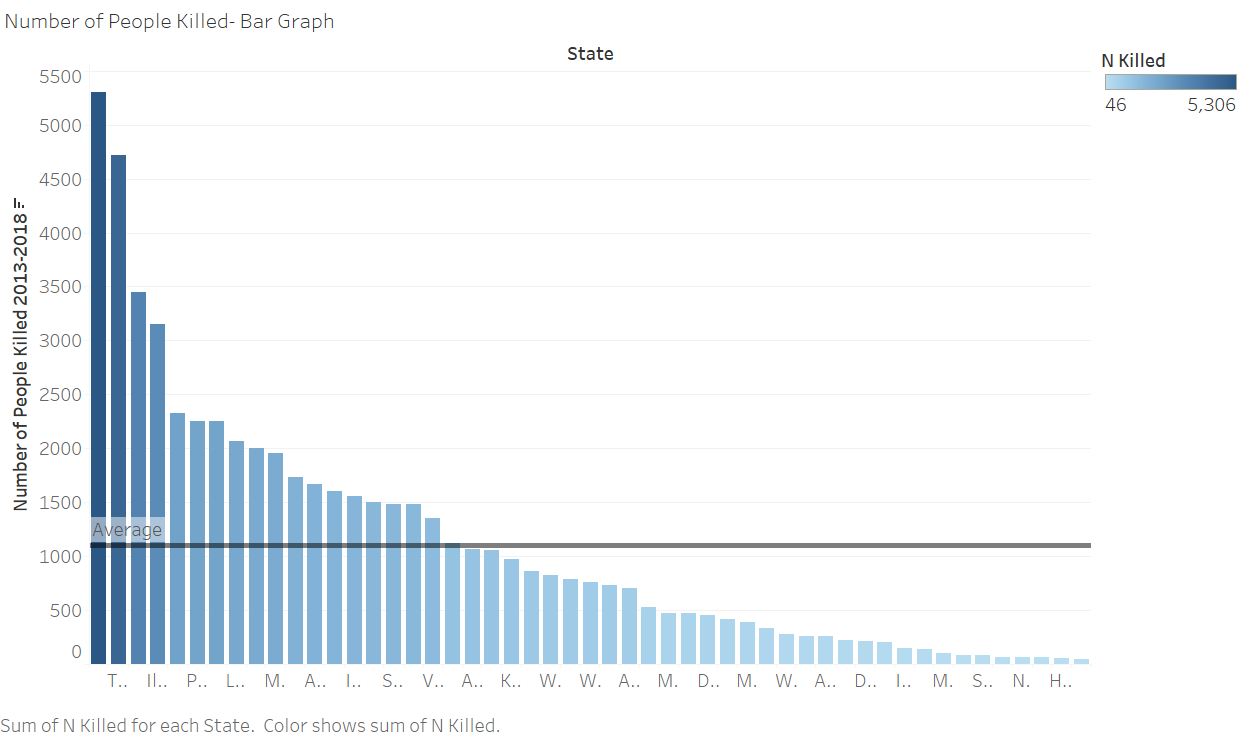 Number of People Killed- Bar Graph
State
N Killed
46 5,306
Number of People Killed 2013-2018
5500
5000
4500
4000
3500
3000
2500
2000
1500
1000
500
0
Average
T.. Il.. P.. L.. M. A.. I.. S.. V.. A.. K.. W. W. A.. M. D.. M. W. A.. D.. I.. M. S.. N. H..
Sum of N Killed for each State. Color shows sum of N Killed.